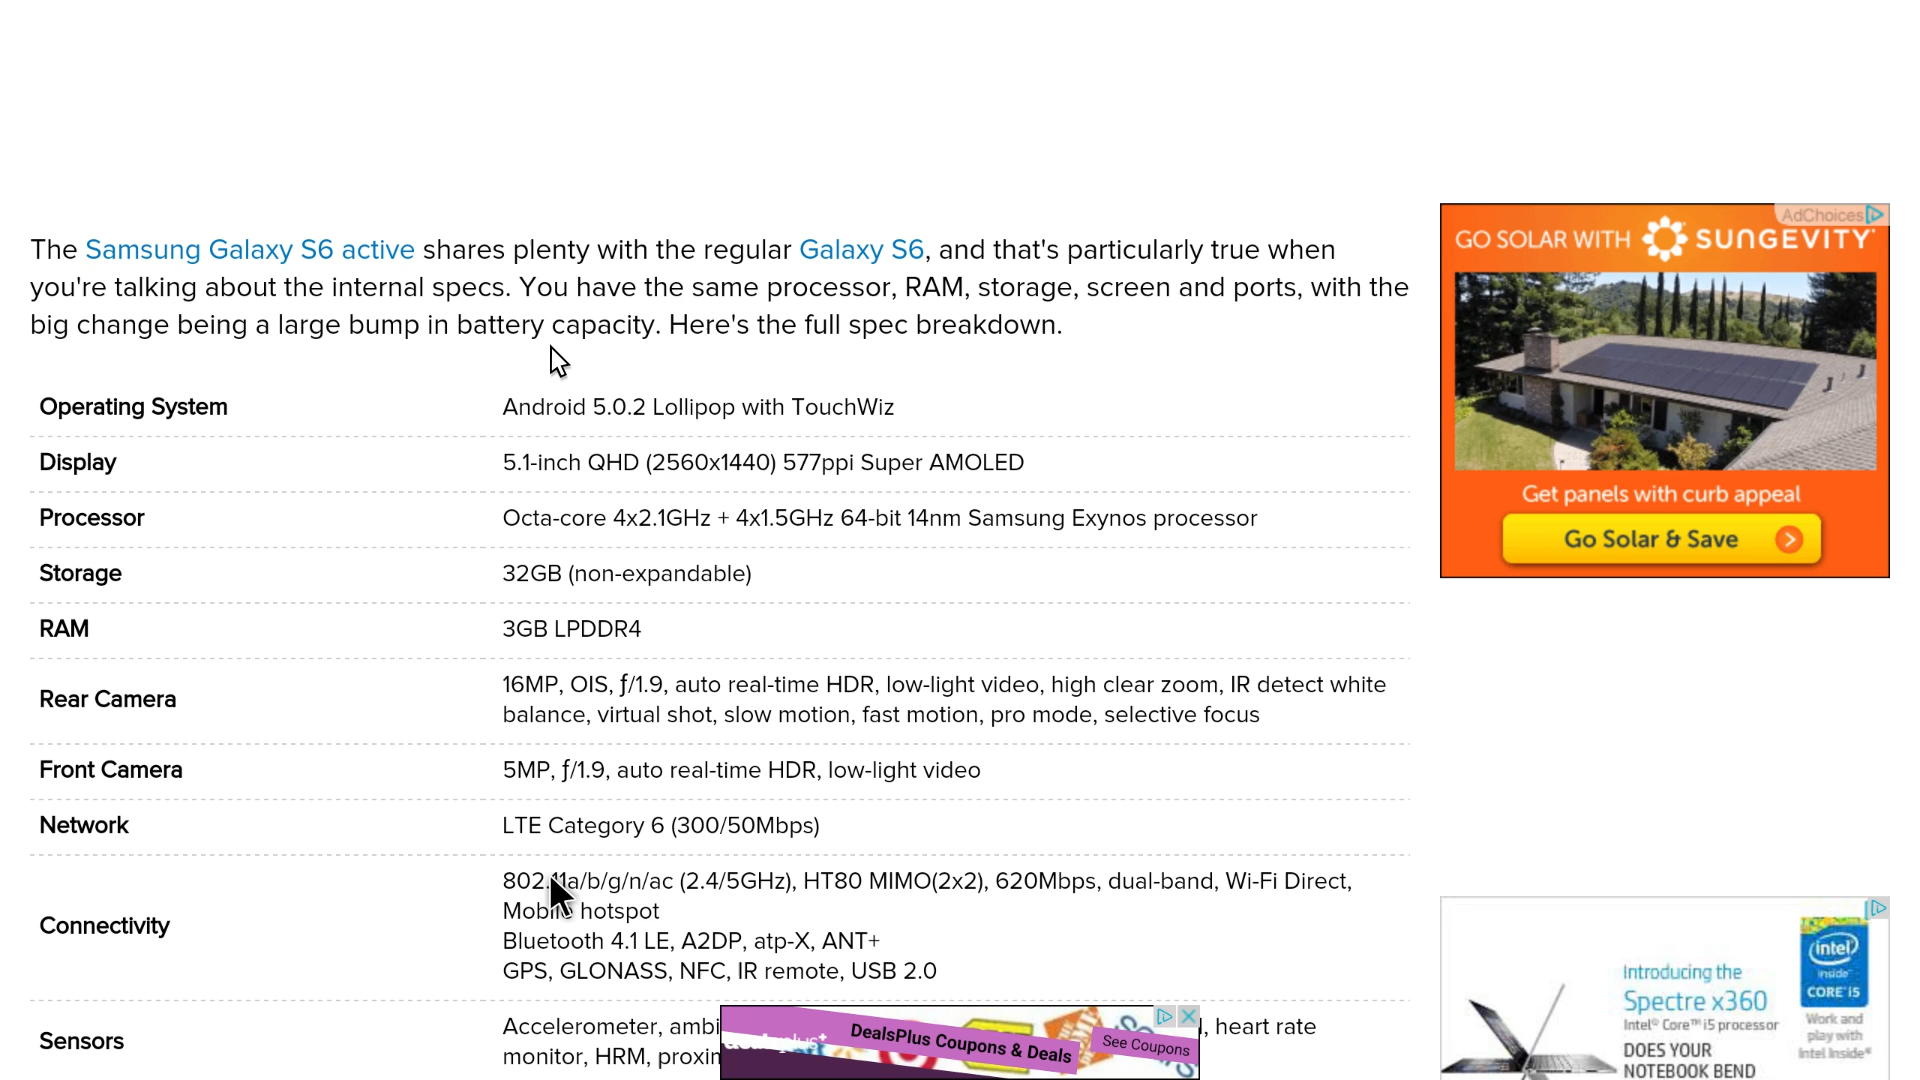 The Samsung Galaxy S6 active shares plenty with the regular Galaxy S6, and that's particularly true when
you're talking about the internal specs. You have the same processor, RAM, storage, screen and ports, with the
big change being a large bump in battery capacity. Here's the full spec breakdown.
Operating System Android 5.0.2 Lollipop with TouchWiz
Display 5.1-inch QHD (2560x1440) 577ppi Super AMOLED
Processor Octa-core 4x2.1GHz + 4x1.5GHz 64-bit 14nm Samsung Exynos processor
Storage 32GB (non-expandable)
RAM 3GB LPDDR4
Rear Camera
16MP, OIS, ƒ/1.9, auto real-time HDR, low-light video, high clear zoom, IR detect white
balance, virtual shot, slow motion, fast motion, pro mode, selective focus
Front Camera 5MP, ƒ/1.9, auto real-time HDR, low-light video
Network LTE Category 6 (300/50Mbps)
Connectivity
802.11a/b/g/n/ac (2.4/5GHz), HT80 MIMO(2x2), 620Mbps, dual-band, Wi-Fi Direct,
Mobile hotspot
Bluetooth 4.1 LE, A2DP, atp-X, ANT+
GPS, GLONASS, NFC, IR remote, USB 2.0
Sensors
Accelerometer, heart rate
monitor, HRM,
DealsPlus Coupons & Deals
See Coupons
AdChoices
GO SOLAR WITH SUNGEVITY
Get panels with curb appeal
Go Solar & Save
Introducing the
Spectre x360
Intel® Core™ i5 processor
DOES YOUR
NOTEBOOK BEND
intel
inside
CORE i5
Work and
play with
Intel Inside®